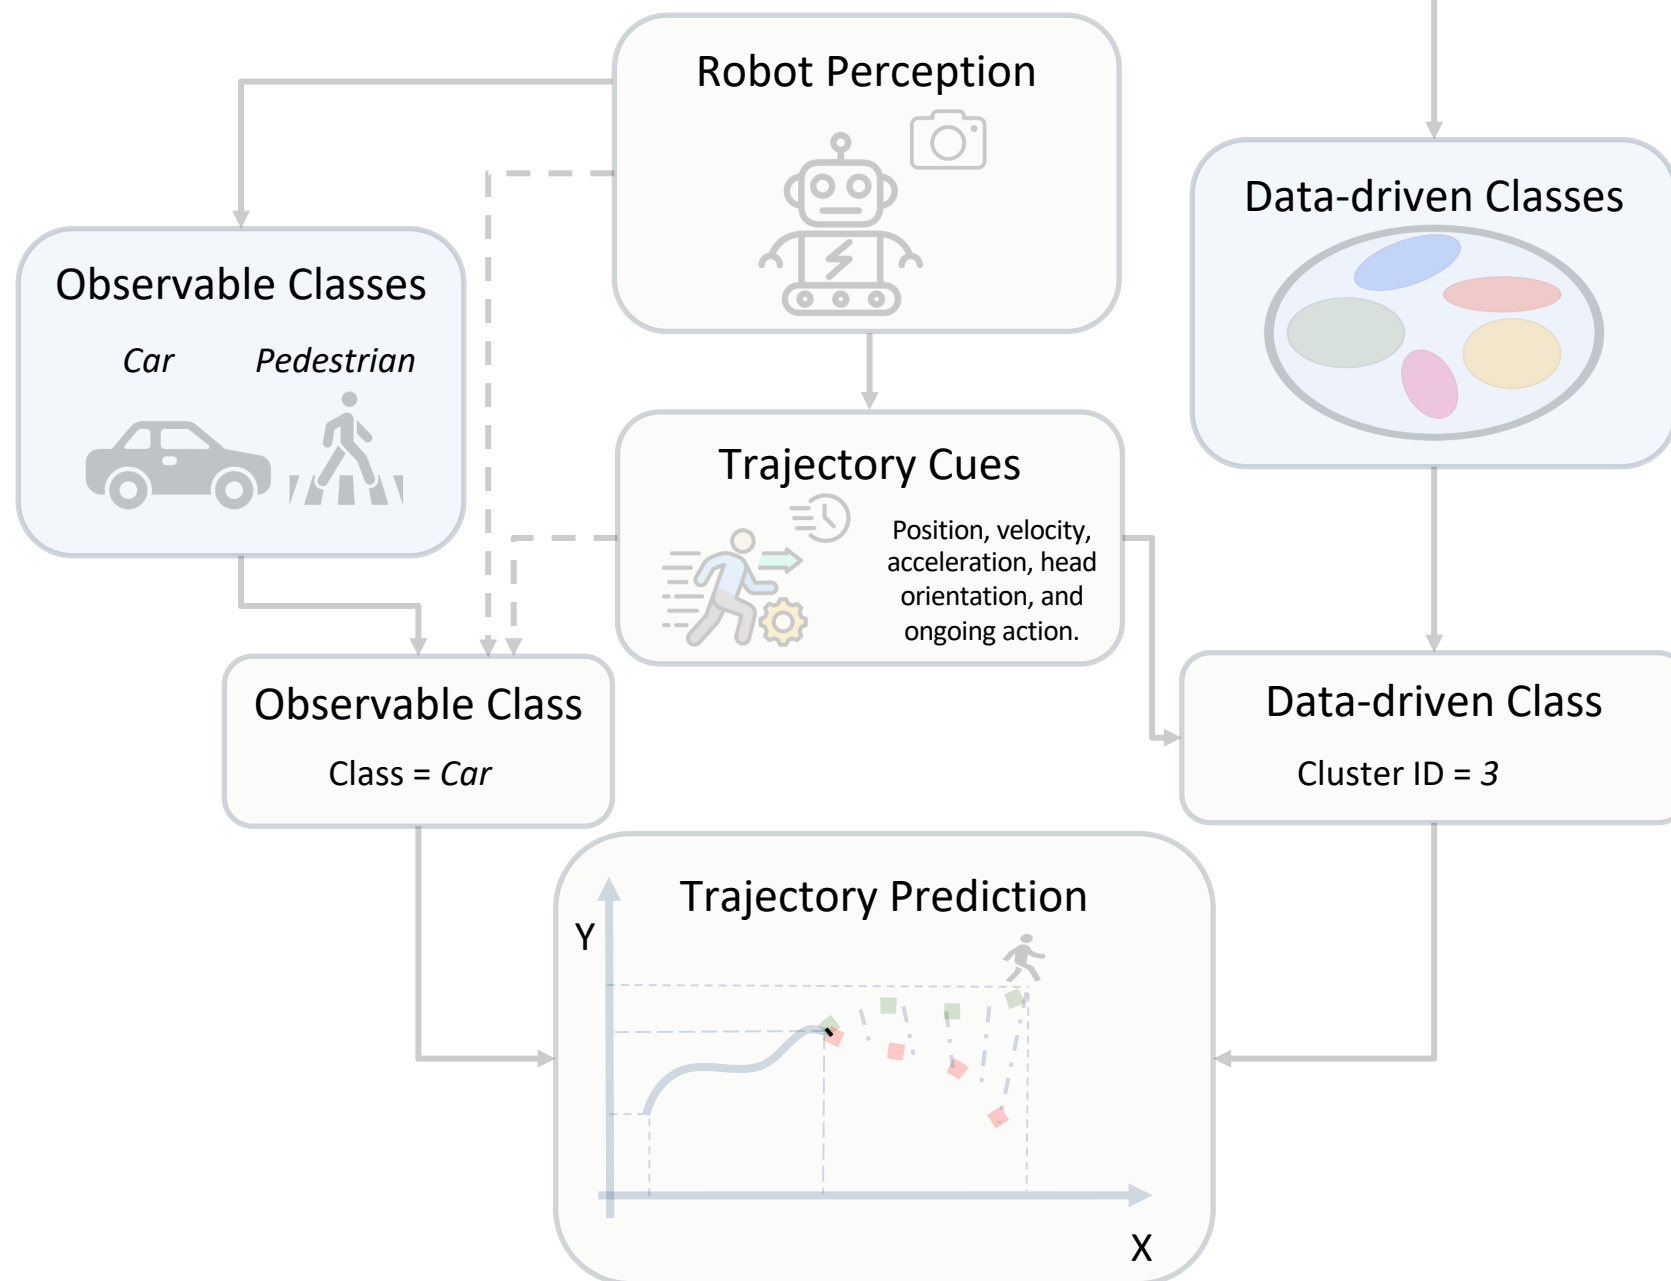 Robot Perception
Data-driven Classes
Observable Classes
Car
Pedestrian
Trajectory Cues
Position, velocity,
acceleration, head
orientation, and
ongoing action.
Observable Class
Class = Car
Data-driven Class
Cluster ID = 3
Trajectory Prediction
Y
X